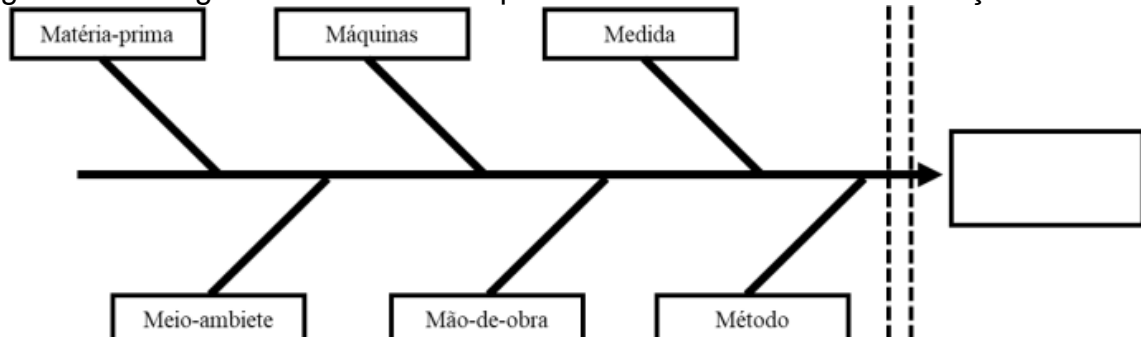 Matéria-prima
Máquinas
Medida
Meio-ambiete
Mão-de-obra
Método